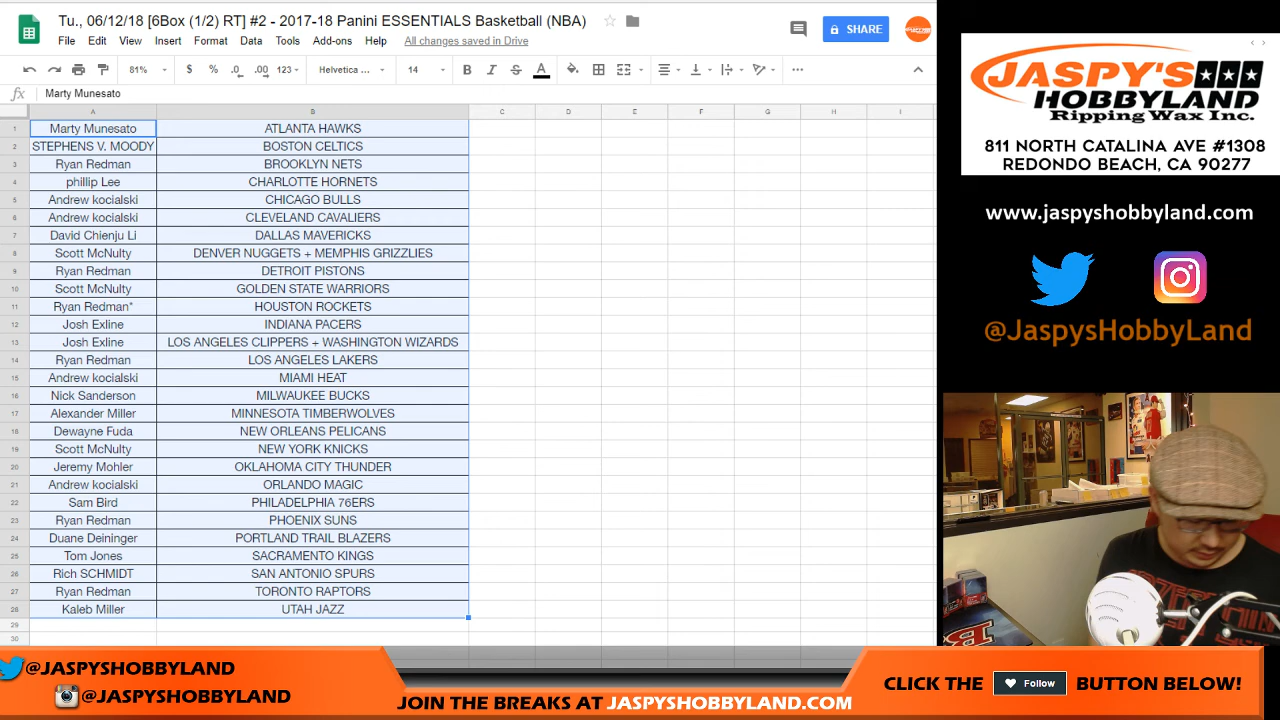 Tu., 06/12/18 [6Box (1/2) RT] #2 - 2017-18 Panini ESSENTIALS Basketball (NBA)
File Edit View Insert Format Data Tools Add-ons Help All changes saved in Drive
SHARE
81% $ % .0 .00 123 Helvetica ... 14 B I S A
fx Marty Munesato
A B C D E F G H I
1 Marty Munesato ATLANTA HAWKS
2 STEPHENS V. MOODY BOSTON CELTICS
3 Ryan Redman BROOKLYN NETS
4 phillip Lee CHARLOTTE HORNETS
5 Andrew kocialski CHICAGO BULLS
6 Andrew kocialski CLEVELAND CAVALIERS
7 David Chienju Li DALLAS MAVERICKS
8 Scott McNulty DENVER NUGGETS + MEMPHIS GRIZZLIES
9 Ryan Redman DETROIT PISTONS
10 Scott McNulty GOLDEN STATE WARRIORS
11 Ryan Redman* HOUSTON ROCKETS
12 Josh Exline INDIANA PACERS
13 Josh Exline LOS ANGELES CLIPPERS + WASHINGTON WIZARDS
14 Ryan Redman LOS ANGELES LAKERS
15 Andrew kocialski MIAMI HEAT
16 Nick Sanderson MILWAUKEE BUCKS
17 Alexander Miller MINNESOTA TIMBERWOLVES
18 Dewayne Fuda NEW ORLEANS PELICANS
19 Scott McNulty NEW YORK KNICKS
20 Jeremy Mohler OKLAHOMA CITY THUNDER
21 Andrew kocialski ORLANDO MAGIC
22 Sam Bird PHILADELPHIA 76ERS
23 Ryan Redman PHOENIX SUNS
24 Duane Deininger PORTLAND TRAIL BLAZERS
25 Tom Jones SACRAMENTO KINGS
26 Rich SCHMIDT SAN ANTONIO SPURS
27 Ryan Redman TORONTO RAPTORS
28 Kaleb Miller UTAH JAZZ
29
30
JASPY'S
HOBBYLAND
Ripping Wax Inc.
811 NORTH CATALINA AVE #1308
REDONDO BEACH, CA 90277
www.jaspyshobbyland.com
@JaspysHobbyLand
@JASPYSHOBBYLAND
@JASPYSHOBBYLAND
JOIN THE BREAKS AT JASPYSHOBBYLAND.COM
CLICK THE Follow BUTTON BELOW!